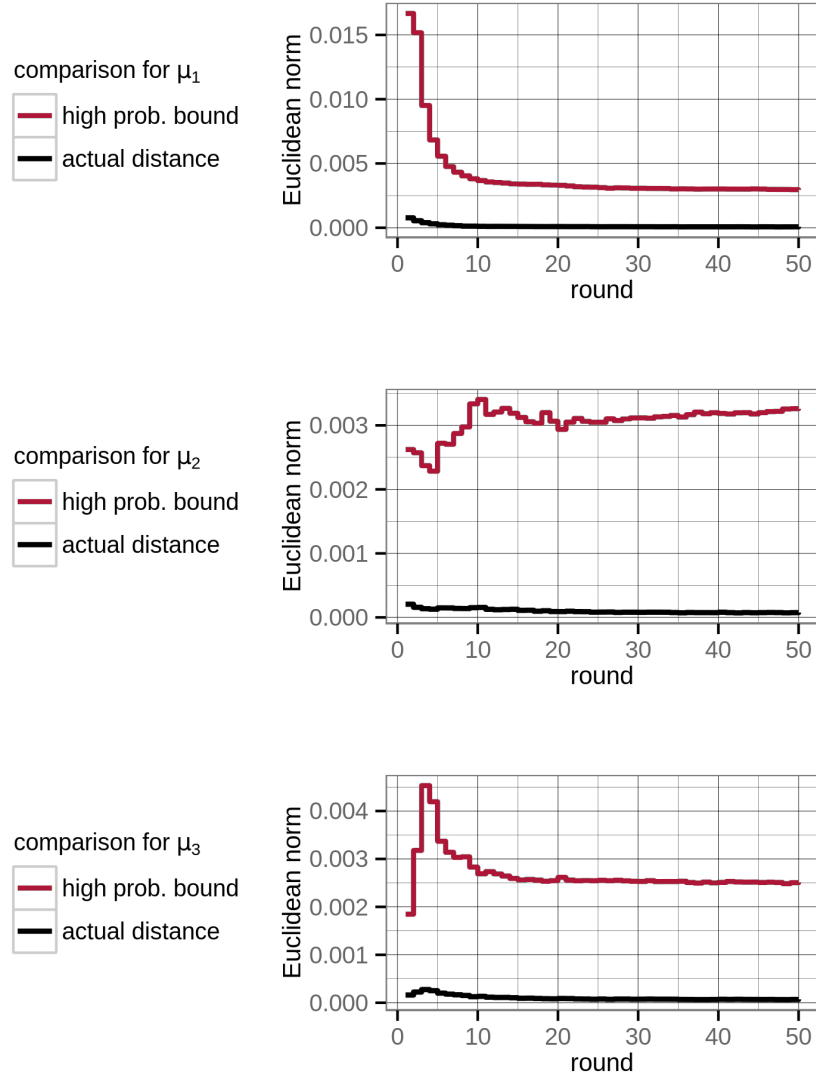 comparison for μ1
high prob. bound
actual distance
Euclidean norm
0.015
0.010
0.005
0.000
0 10 20 30 40 50
round
comparison for μ2
high prob. bound
actual distance
Euclidean norm
0.003
0.002
0.001
0.000
0 10 20 30 40 50
round
comparison for μ3
high prob. bound
actual distance
Euclidean norm
0.004
0.003
0.002
0.001
0.000
0 10 20 30 40 50
round